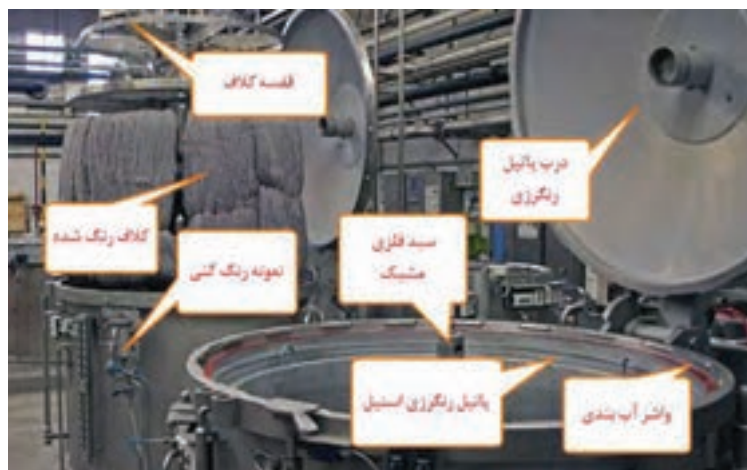 قفسه کلاف
درب پاتیل
رنگرزی
کلاف رنگ شده
سبد فلزی
مشبک
نمونه رنگ کنی
پاتیل رنگرزی استیل
واشر آب بندی